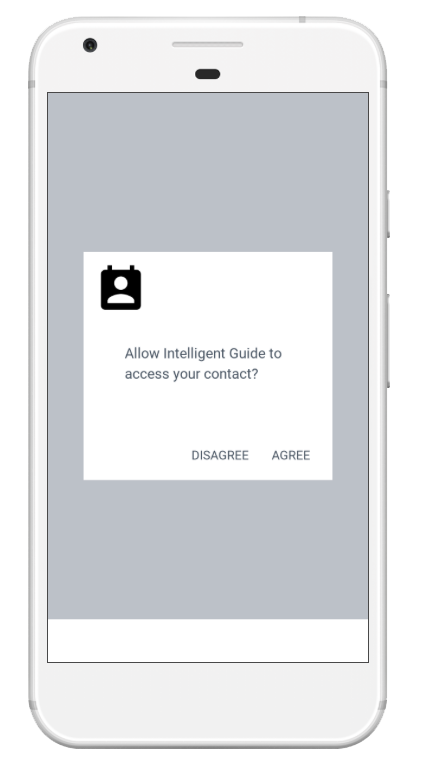 Allow Intelligent Guide to
access your contact?
DISAGREE AGREE